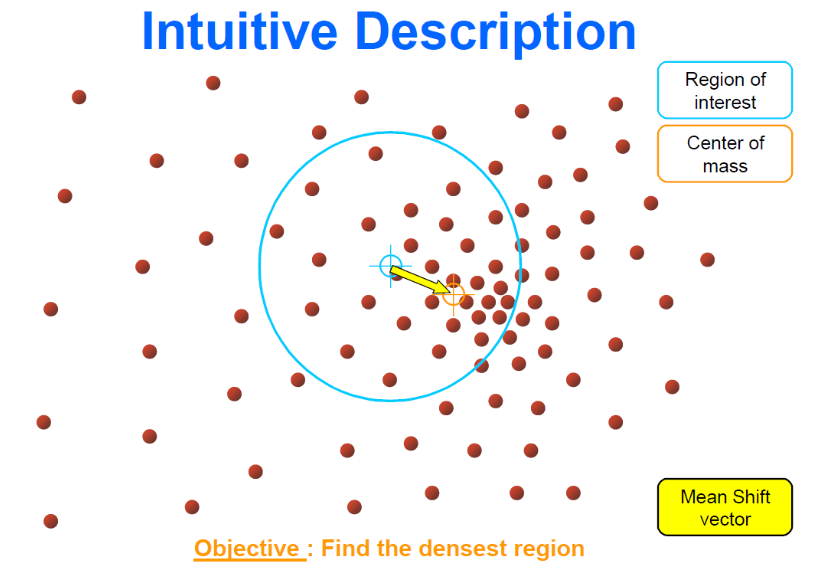 Intuitive Description
Region of
interest
Center of
mass
Mean Shift
vector
Objective : Find the densest region